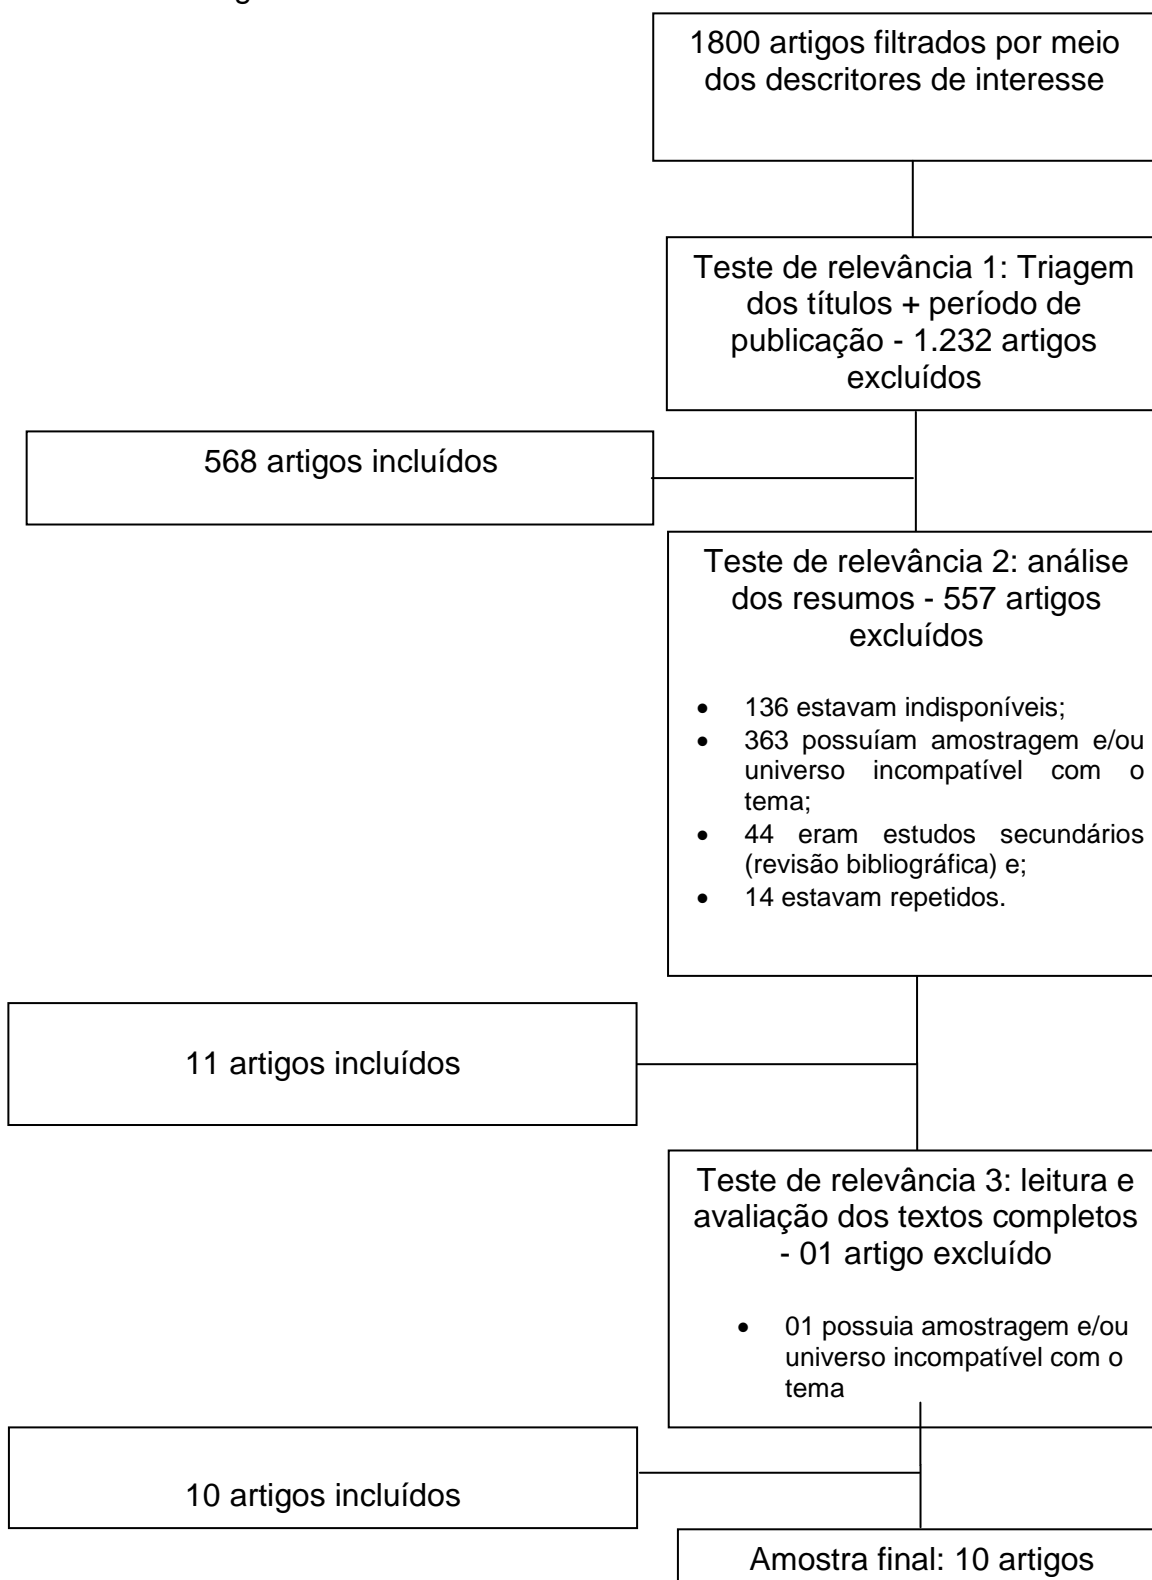 1800 artigos filtrados por meio
dos descritores de interesse
Teste de relevância 1: Triagem
dos títulos + período de
publicação - 1.232 artigos
excluídos
568 artigos incluídos
Teste de relevância 2: análise
dos resumos - 557 artigos
excluídos
• 136 estavam indisponíveis;
• 363 possuíam amostragem e/ou
universo incompatível com o
tema;
• 44 eram estudos secundários
(revisão bibliográfica) e;
• 14 estavam repetidos.
11 artigos incluídos
Teste de relevância 3: leitura e
avaliação dos textos completos
- 01 artigo excluído
• 01 possuia amostragem e/ou
universo incompatível com o
tema
10 artigos incluídos
Amostra final: 10 artigos